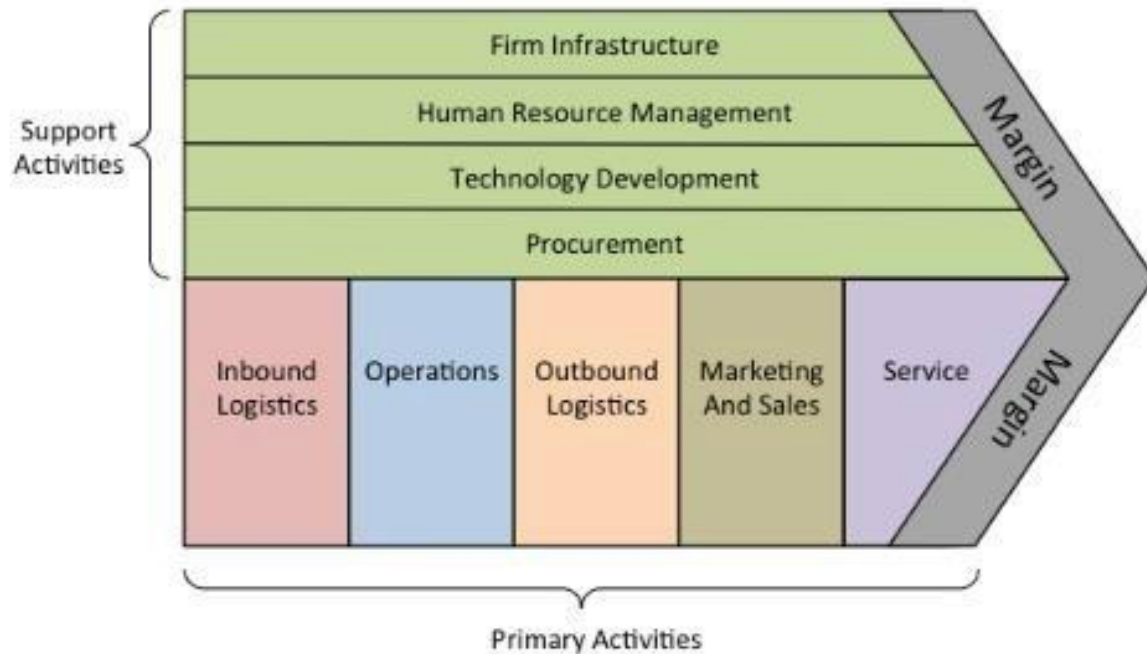 Firm Infrastructure
Human Resource Management
Technology Development
Procurement
Support
Activities
Margin
Inbound
Logistics
Operations
Outbound
Logistics
Marketing
And Sales
Service
Margin
Primary Activities